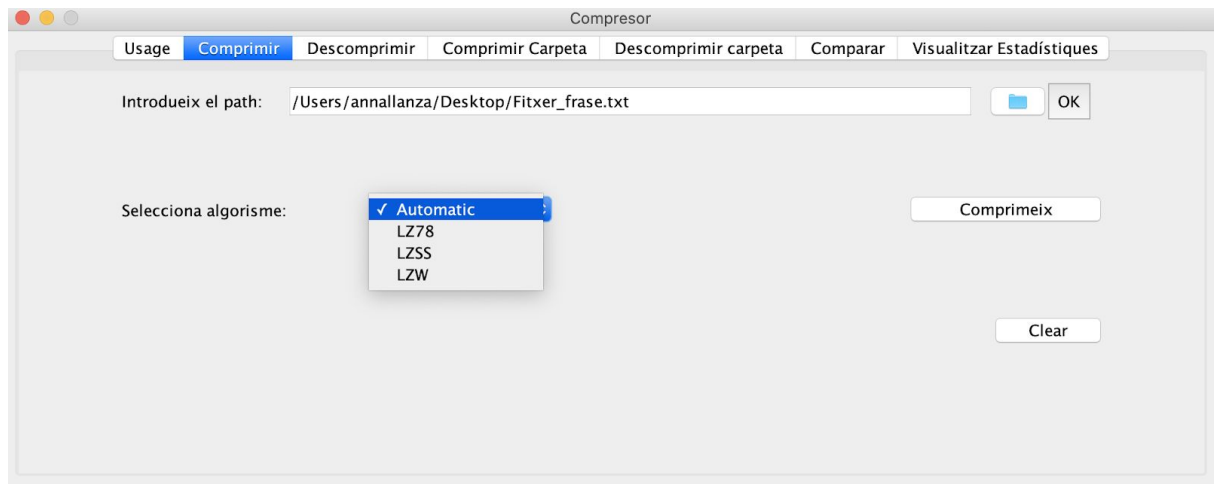 Compresor
Usage Comprimir Descomprimir Comprimir Carpeta Descomprimir carpeta Comparar Visualitzar Estadístiques
Introdueix el path: /Users/annallanza/Desktop/Fitxer_frase.txt OK
Selecciona algorisme: ✓ Automatic Comprimeix
LZ78
LZSS
LZW
Clear